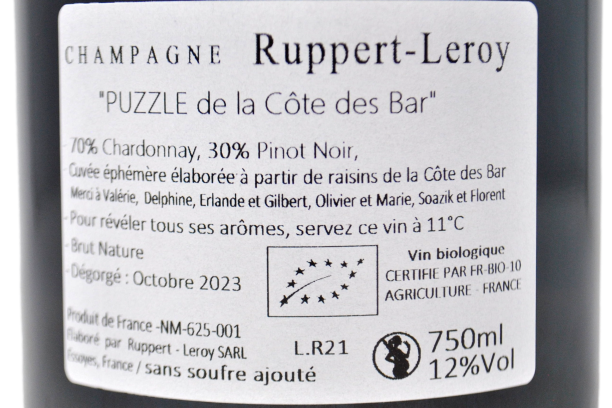 CHAMPAGNE Ruppert-Leroy
"PUZZLE de la Côte des Bar"
70% Chardonnay, 30% Pinot Noir,
Cuvée éphémère élaborée à partir de raisins de la Côte des Bar
Merci à Valérie, Delphine, Erlande et Gilbert, Olivier et Marie, Soazik et Florent
-Pour révéler tous ses arômes, servez ce vin à 11°C
-Brut Nature
-Dégorgé : Octobre 2023
Vin biologique
CERTIFIE PAR FR-BIO-10
AGRICULTURE - FRANCE
Produit de France -NM-625-001
Elaboré par Ruppert - Leroy SARL
Essoyes, France / sans soufre ajouté
L.R21
750ml
12%Vol